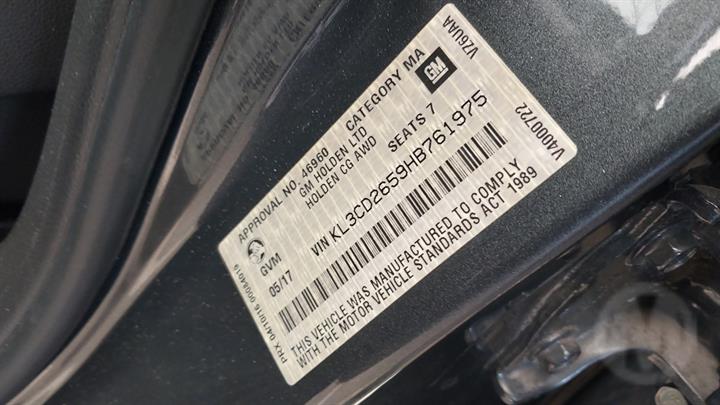 APPROVAL NO 46960 CATEGORY MA
GM HOLDEN LTD
HOLDEN CG AWD SEATS 7
GM
VZ6UAA
GVM
VIN KL3CD2659HB761975
V4000722
05/17
THIS VEHICLE WAS MANUFACTURED TO COMPLY
WITH THE MOTOR VEHICLE STANDARDS ACT 1989